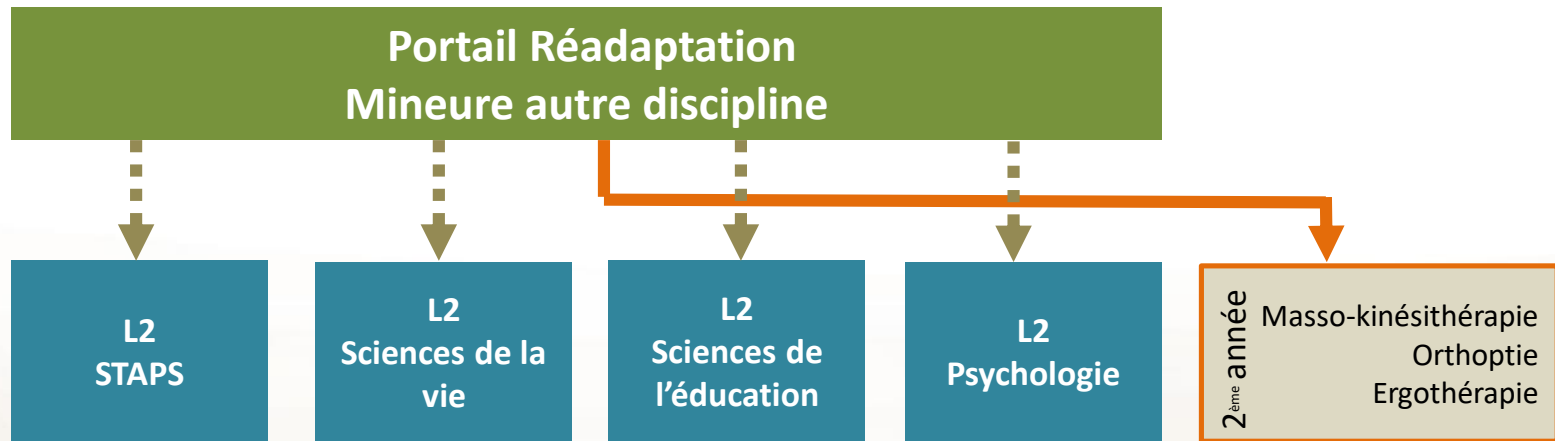 Portail Réadaptation
Mineure autre discipline
L2
STAPS
L2
Sciences de la
vie
L2
Sciences de
l’éducation
L2
Psychologie
2ème année
Masso-kinésithérapie
Orthoptie
Ergothérapie